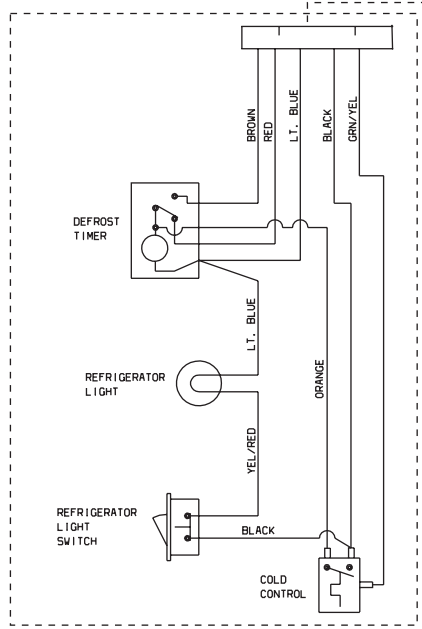 BROWN
RED
LT. BLUE
BLACK
GRN/YEL
DEFROST
TIMER
LT. BLUE
REFRIGERATOR
LIGHT
ORANGE
YEL/RED
REFRIGERATOR
LIGHT
SWITCH
BLACK
COLD
CONTROL